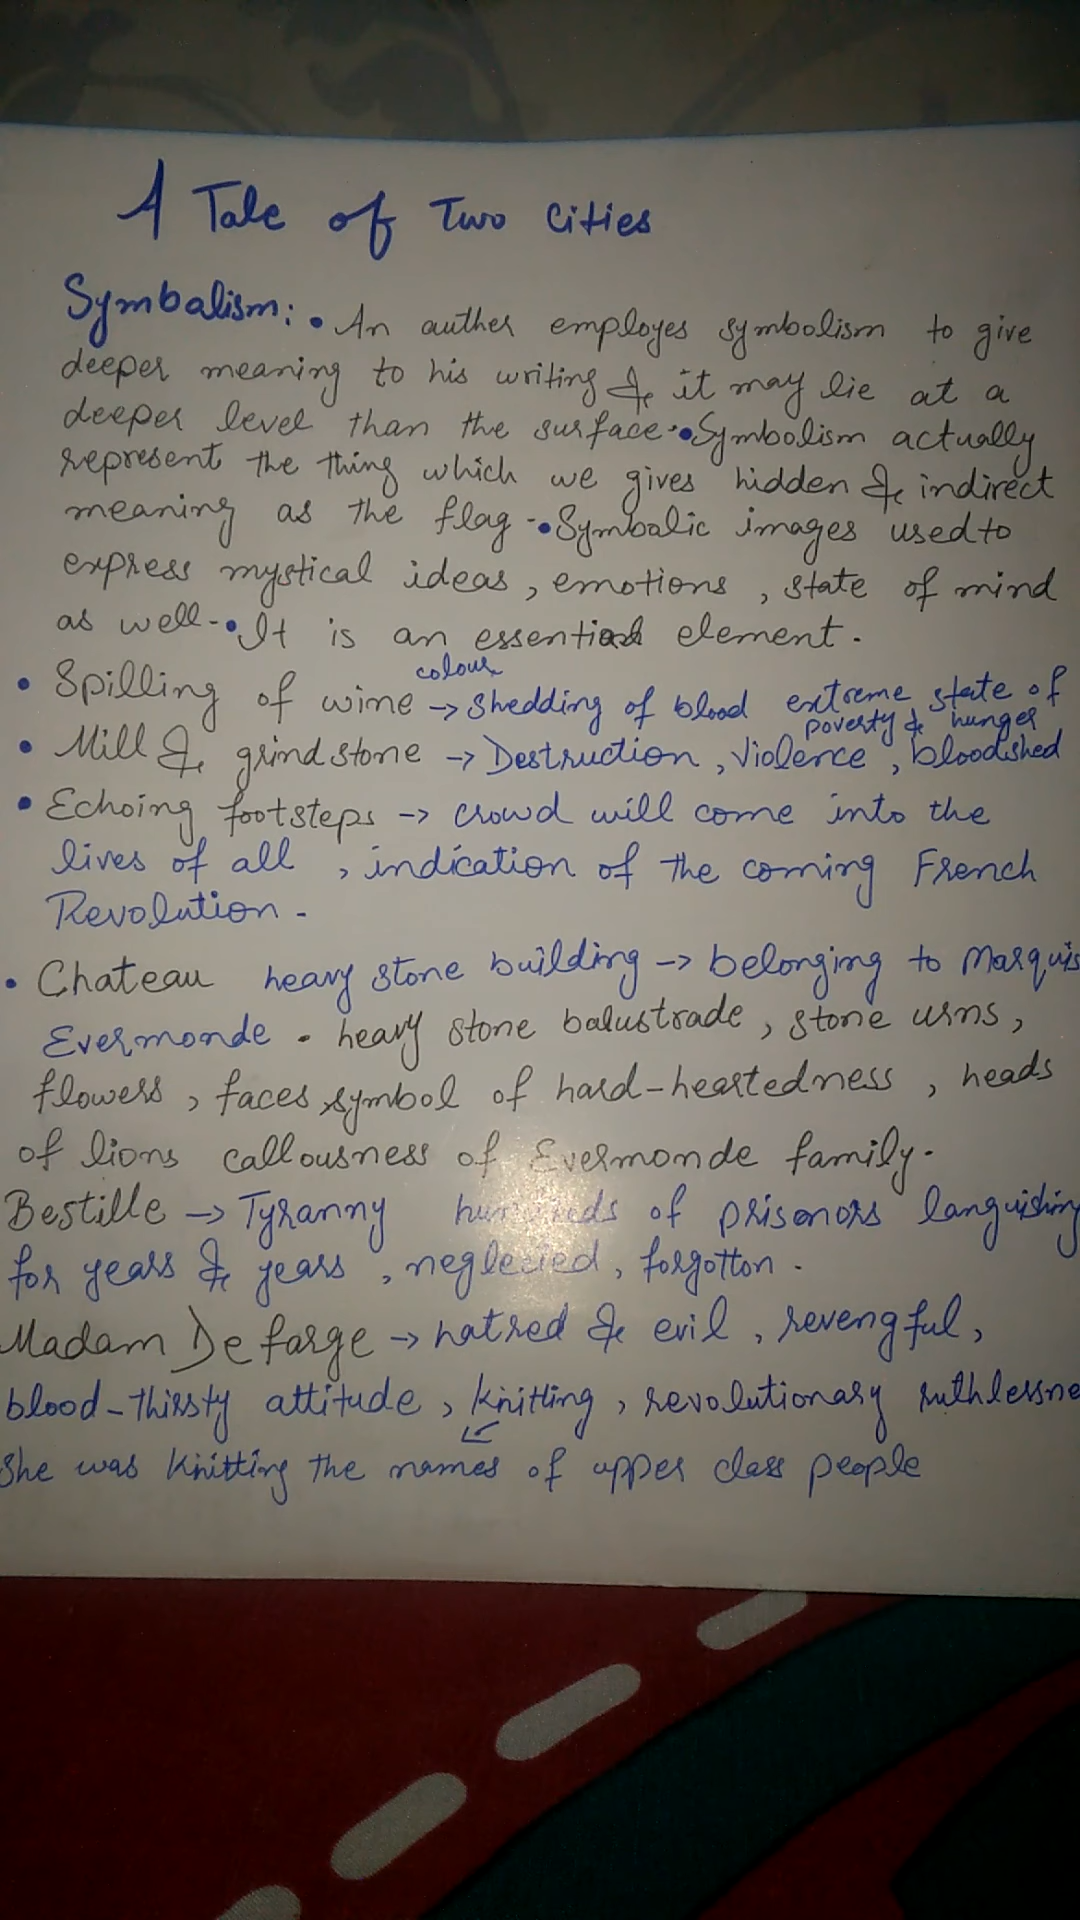 A Tale of Two Cities
Symbalism: • An auther employes symbolism to give
deeper meaning to his writing & it may lie at a
deeper level than the surface. • Symbolism actually
represent the thing which we gives hidden & indirect
meaning as the flag - • Symbalic images used to
express mystical ideas, emotions, state of mind
as well - • It is an essential element.
colour
• Spilling of wine → Shedding of blood extreme state of
poverty & hunger
• Mill & grindstone → Destruction, Violence, bloodshed
• Echoing footsteps → crowd will come into the
lives of all, indication of the coming French
Revolution -
• Chateau heavy stone building → belonging to Marquis
Evermonde . heavy stone balustrade, stone urns,
flowers, faces, symbol of hard-heartedness, heads
of lions callousness of Evermonde family.
Bestille → Tyranny hundreds of prisonors languishing
for years & years, neglected, forgotton .
Madam Defarge → hatred & evil, revengful,
blood-thirsty attitude, Knitting, revolutionary ruthlessne
She was Knitting the names of upper class people